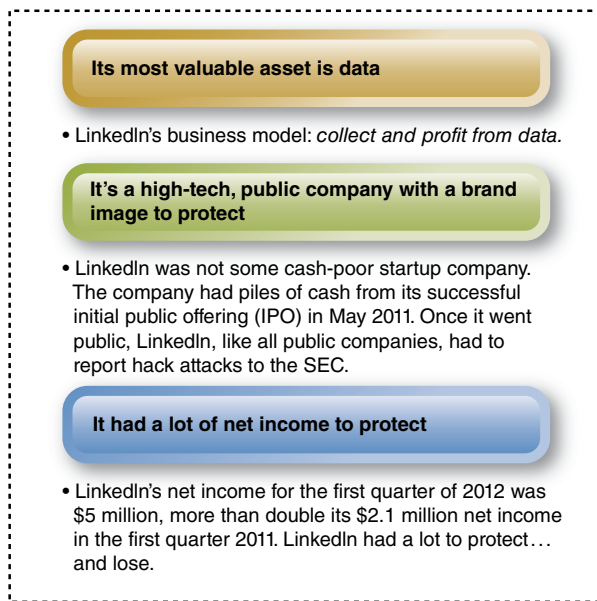 Its most valuable asset is data
• LinkedIn's business model: collect and profit from data.
It's a high-tech, public company with a brand
image to protect
• LinkedIn was not some cash-poor startup company.
The company had piles of cash from its successful
initial public offering (IPO) in May 2011. Once it went
public, LinkedIn, like all public companies, had to
report hack attacks to the SEC.
It had a lot of net income to protect
• LinkedIn's net income for the first quarter of 2012 was
$5 million, more than double its $2.1 million net income
in the first quarter 2011. LinkedIn had a lot to protect…
and lose.